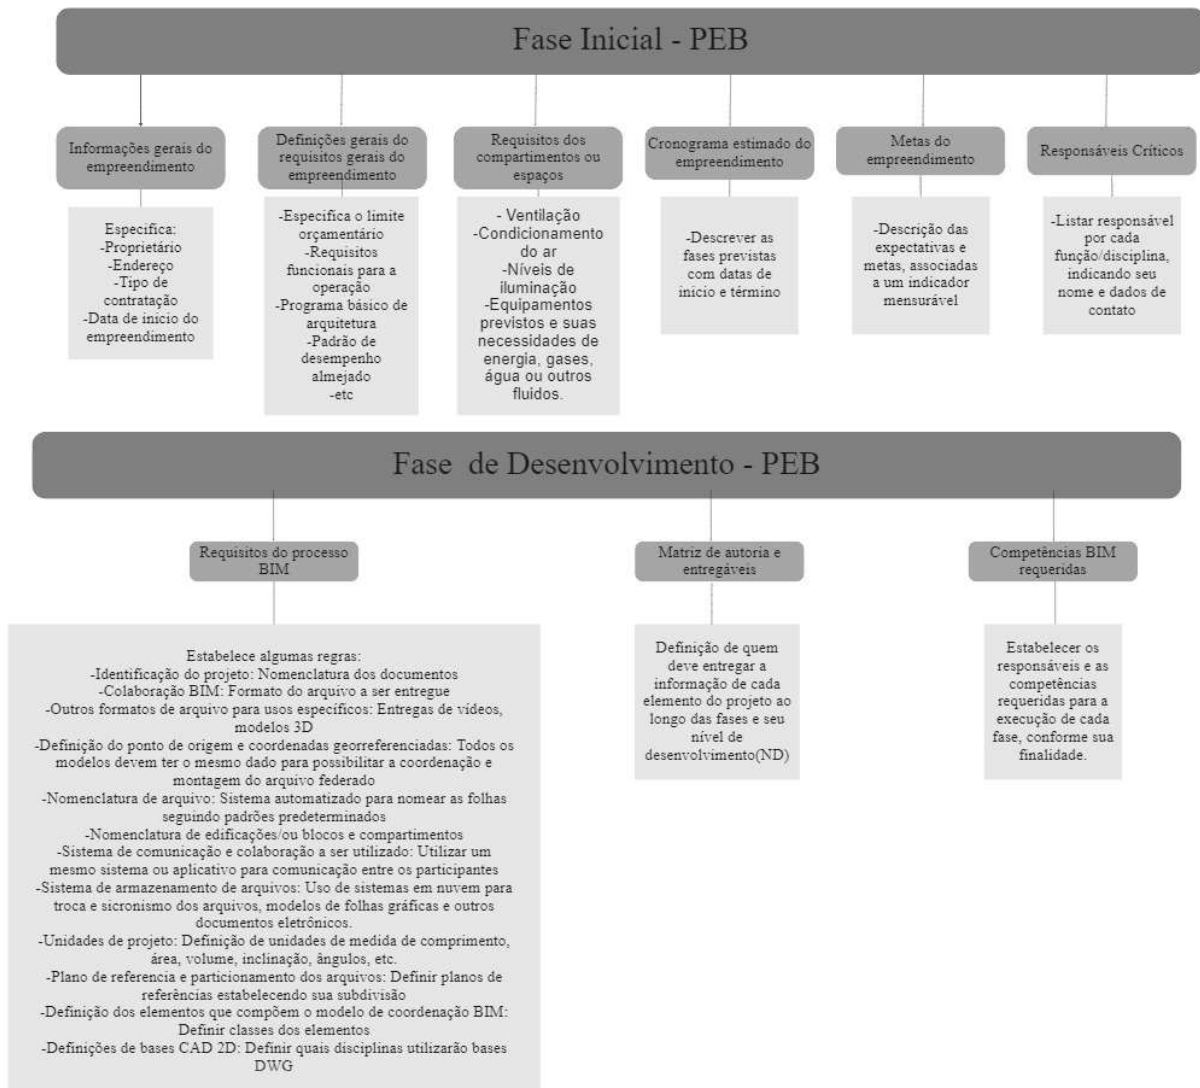 Fase Inicial - PEB
Informações gerais do
empreendimento
Especifica:
-Proprietário
-Endereço
-Tipo de
contratação
-Data de inicio do
empreendimento
Definições gerais do
requisitos gerais do
empreendimento
-Especifica o limite
orçamentário
-Requisitos
funcionais para a
operação
-Programa básico de
arquitetura
-Padrão de
desempenho
almejado
-etc
Requisitos dos
compartimentos ou
espaços
- Ventilação
-Condicionamento
do ar
-Níveis de
iluminação
-Equipamentos
previstos e suas
necessidades de
energia, gases,
água ou outros
fluidos.
Cronograma estimado do
empreendimento
-Descrever as
fases previstas
com datas de
inicio e término
Metas do
empreendimento
-Descrição das
expectativas e
metas, associadas
a um indicador
mensurável
Responsáveis Críticos
-Listar responsável
por cada
função/disciplina,
indicando seu
nome e dados de
contato
Fase de Desenvolvimento - PEB
Requisitos do processo
BIM
Estabelece algumas regras:
-Identificação do projeto: Nomenclatura dos documentos
-Colaboração BIM: Formato do arquivo a ser entregue
-Outros formatos de arquivo para usos específicos: Entregas de vídeos,
modelos 3D
-Definição do ponto de origem e coordenadas georreferenciadas: Todos os
modelos devem ter o mesmo dado para possibilitar a coordenação e
montagem do arquivo federado
-Nomenclatura de arquivo: Sistema automatizado para nomear as folhas
seguindo padrões predeterminados
-Nomenclatura de edificações/ou blocos e compartimentos
-Sistema de comunicação e colaboração a ser utilizado: Utilizar um
mesmo sistema ou aplicativo para comunicação entre os participantes
-Sistema de armazenamento de arquivos: Uso de sistemas em nuvem para
troca e sicronismo dos arquivos, modelos de folhas gráficas e outros
documentos eletrônicos.
-Unidades de projeto: Definição de unidades de medida de comprimento,
área, volume, inclinação, ângulos, etc.
-Plano de referencia e particionamento dos arquivos: Definir planos de
referências estabelecendo sua subdivisão
-Definição dos elementos que compõem o modelo de coordenação BIM:
Definir classes dos elementos
-Definições de bases CAD 2D: Definir quais disciplinas utilizarão bases
DWG
Matriz de autoria e
entregáveis
Definição de quem
deve entregar a
informação de cada
elemento do projeto ao
longo das fases e seu
nível de
desenvolvimento(ND)
Competências BIM
requeridas
Estabelecer os
responsáveis e as
competências
requeridas para a
execução de cada
fase, conforme sua
finalidade.